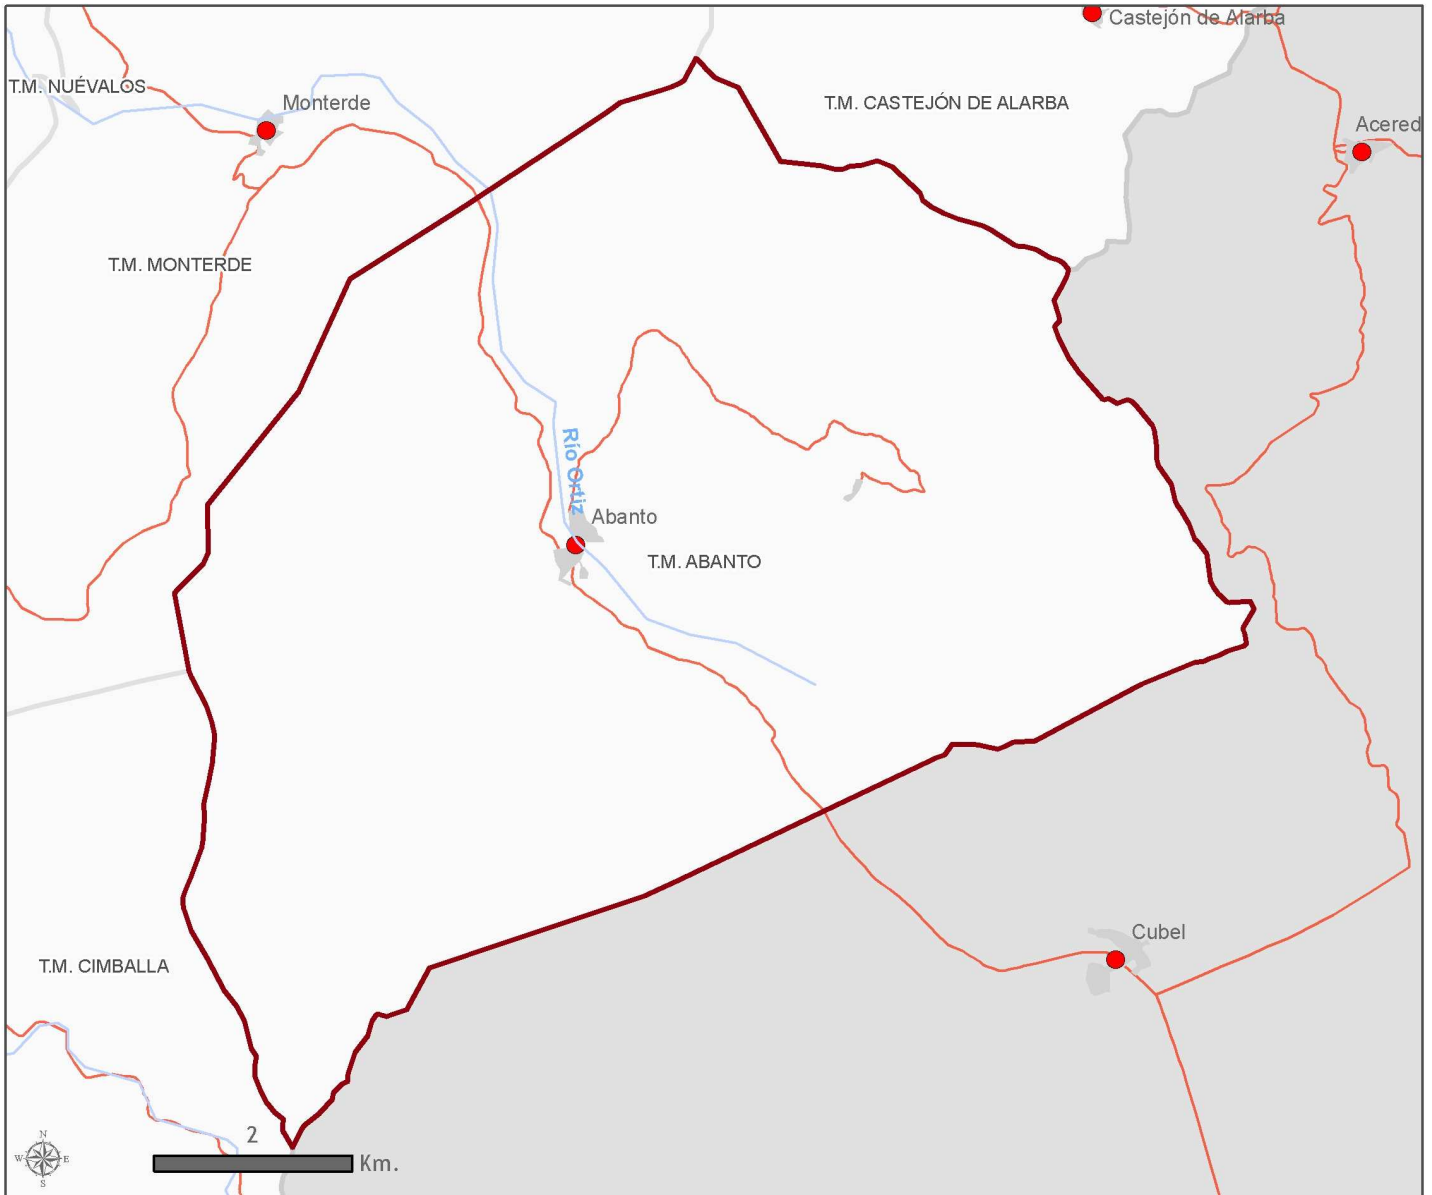 Castejón de Alarba
T.M. NUÉVALOS
Monterde
T.M. CASTEJÓN DE ALARBA
Acered
T.M. MONTERDE
Río Ortiz
Abanto
T.M. ABANTO
Cubel
T.M. CIMBALLA
N
W E
S
2
Km.